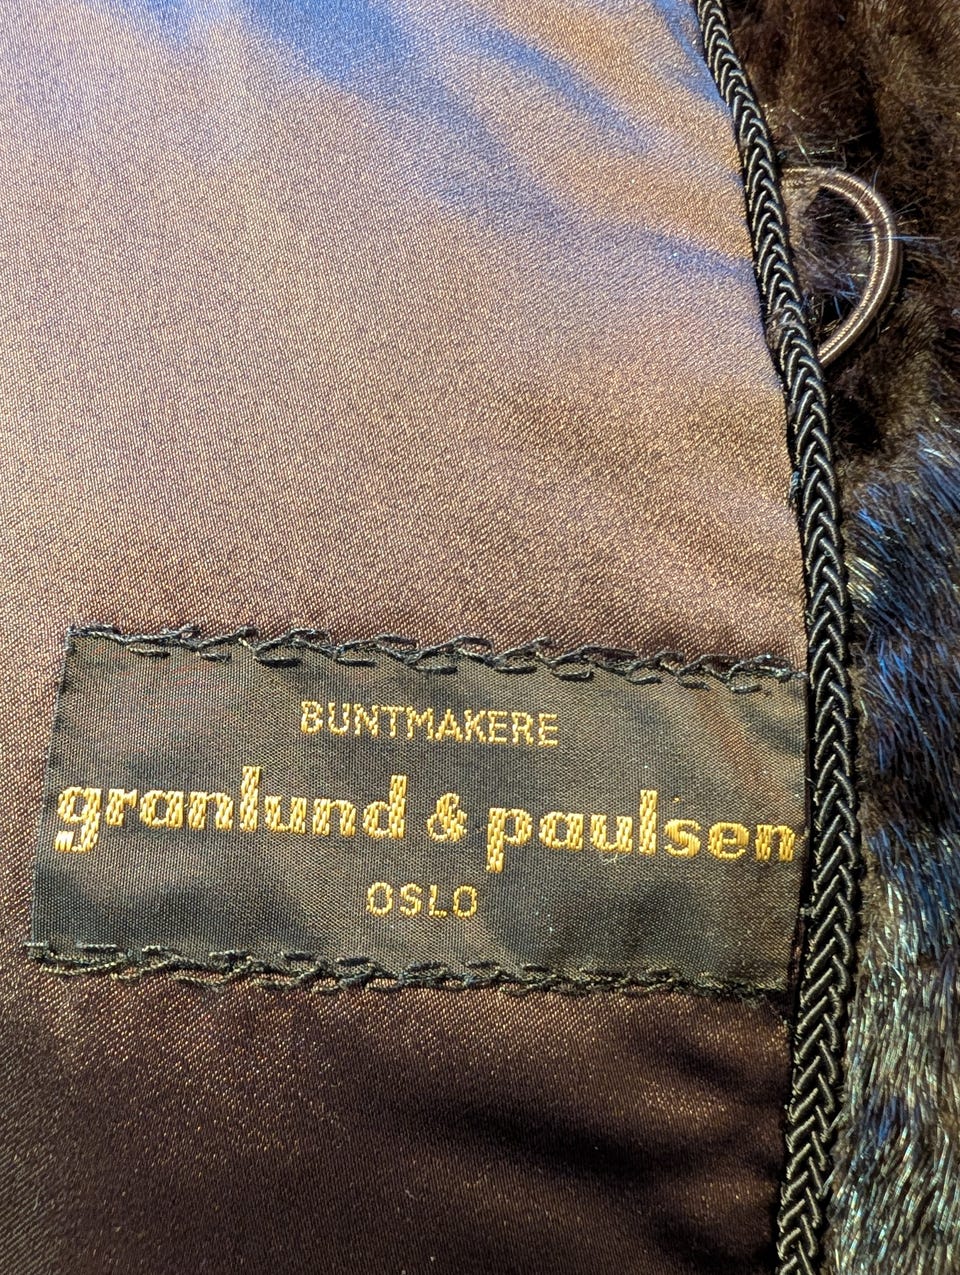 BUNTMAKERE
granlund & paulsen
OSLO